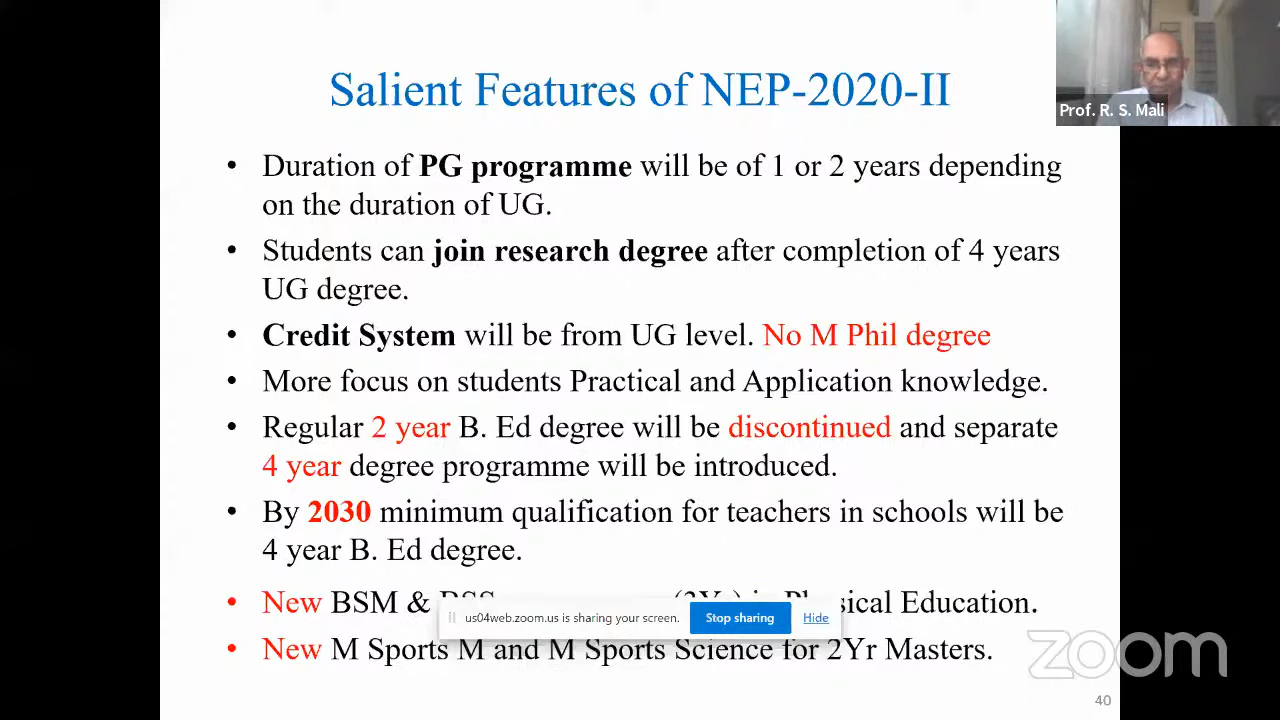 Salient Features of NEP-2020-II
Prof. R. S. Mali
• Duration of PG programme will be of 1 or 2 years depending
on the duration of UG.
• Students can join research degree after completion of 4 years
UG degree.
• Credit System will be from UG level. No M Phil degree
• More focus on students Practical and Application knowledge.
• Regular 2 year B. Ed degree will be discontinued and separate
4 year degree programme will be introduced.
• By 2030 minimum qualification for teachers in schools will be
4 year B. Ed degree.
• New BSM & Education.
us04web.zoom.us is sharing your screen. Stop sharing Hide
• New M Sports M and M Sports Science for 2Yr Masters.
zoom
40